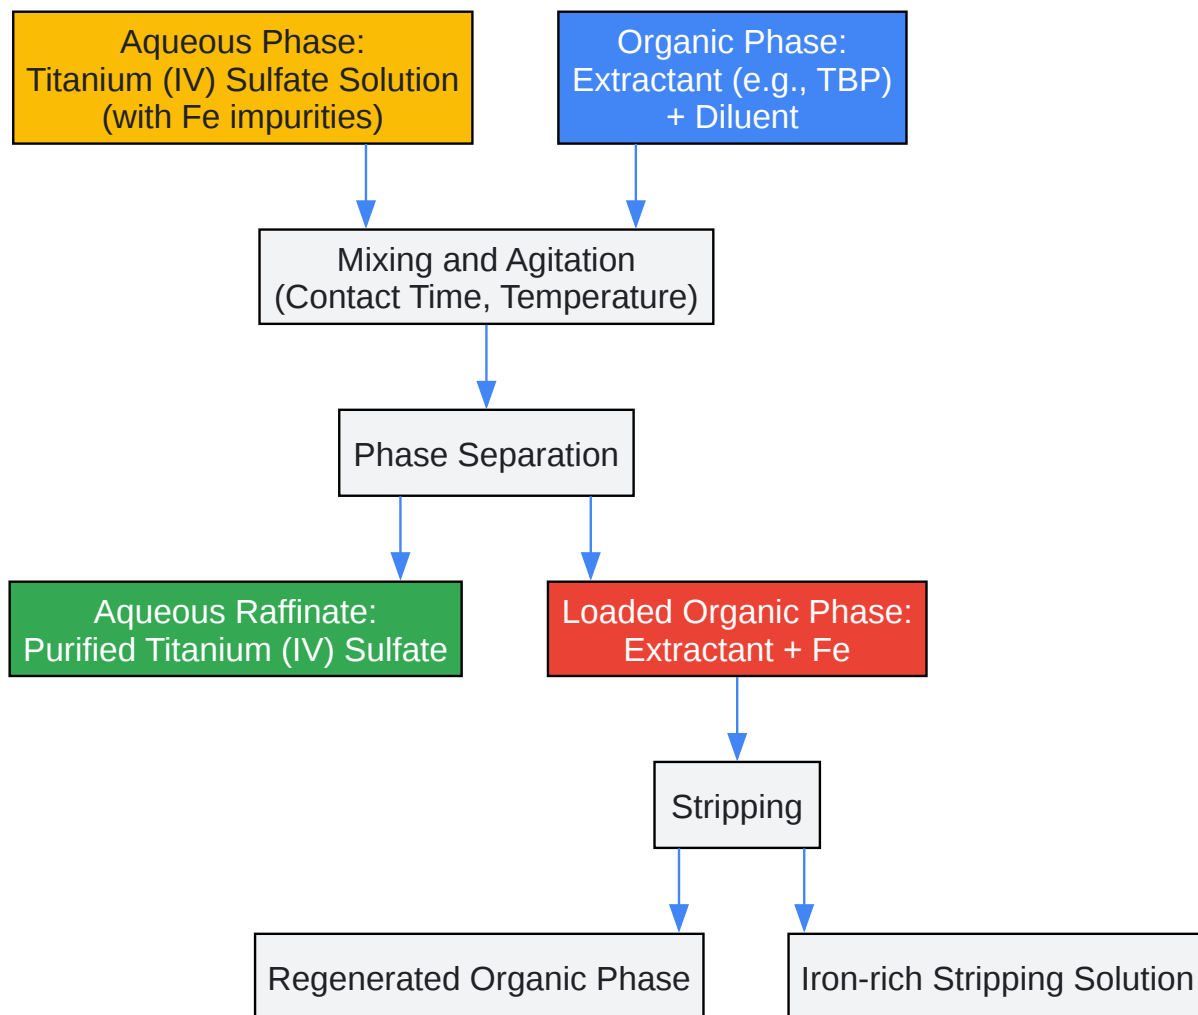 Aqueous Phase:
Titanium (IV) Sulfate Solution
(with Fe impurities)
Organic Phase:
Extractant (e.g., TBP)
+ Diluent
Mixing and Agitation
(Contact Time, Temperature)
Phase Separation
Aqueous Raffinate:
Purified Titanium (IV) Sulfate
Loaded Organic Phase:
Extractant + Fe
Stripping
Regenerated Organic Phase
Iron-rich Stripping Solution